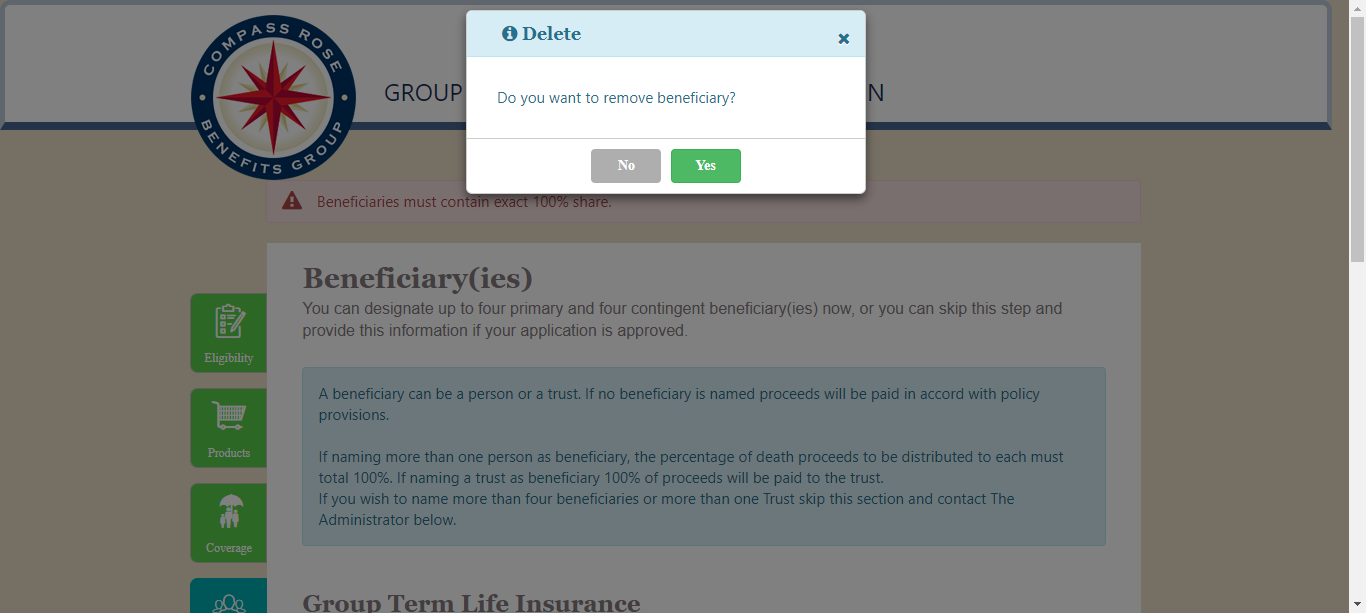 COMPASS ROSE
BENEFITS GROUP
GROUP
N
Delete
Do you want to remove beneficiary?
No
Yes
Beneficiaries must contain exact 100% share.
Beneficiary(ies)
You can designate up to four primary and four contingent beneficiary(ies) now, or you can skip this step and
provide this information if your application is approved.
Eligibility
Products
Coverage
A beneficiary can be a person or a trust. If no beneficiary is named proceeds will be paid in accord with policy
provisions.
If naming more than one person as beneficiary, the percentage of death proceeds to be distributed to each must
total 100%. If naming a trust as beneficiary 100% of proceeds will be paid to the trust.
If you wish to name more than four beneficiaries or more than one Trust skip this section and contact The
Administrator below.
Group Term Life Insurance